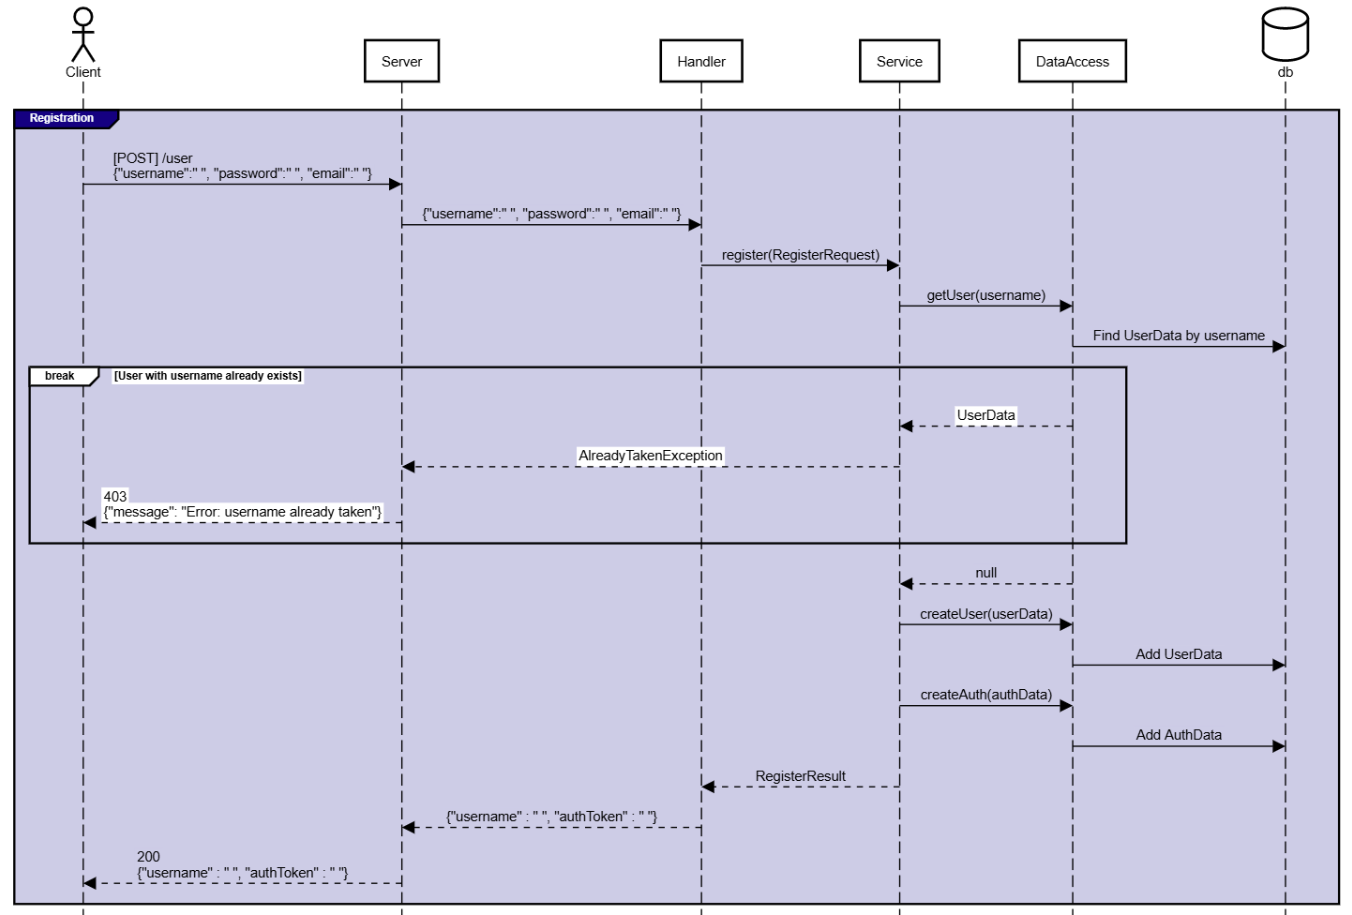 Client
Server
Handler
Service
DataAccess
db
Registration
[POST] /user
{"username":" ", "password":" ", "email":" "}
{"username":" ", "password":" ", "email":" "}
register(RegisterRequest)
getUser(username)
Find UserData by username
break
[User with username already exists]
UserData
AlreadyTakenException
403
{"message": "Error: username already taken"}
null
createUser(userData)
Add UserData
createAuth(authData)
Add AuthData
RegisterResult
{"username" : " ", "authToken" : " "}
200
{"username" : " ", "authToken" : " "}